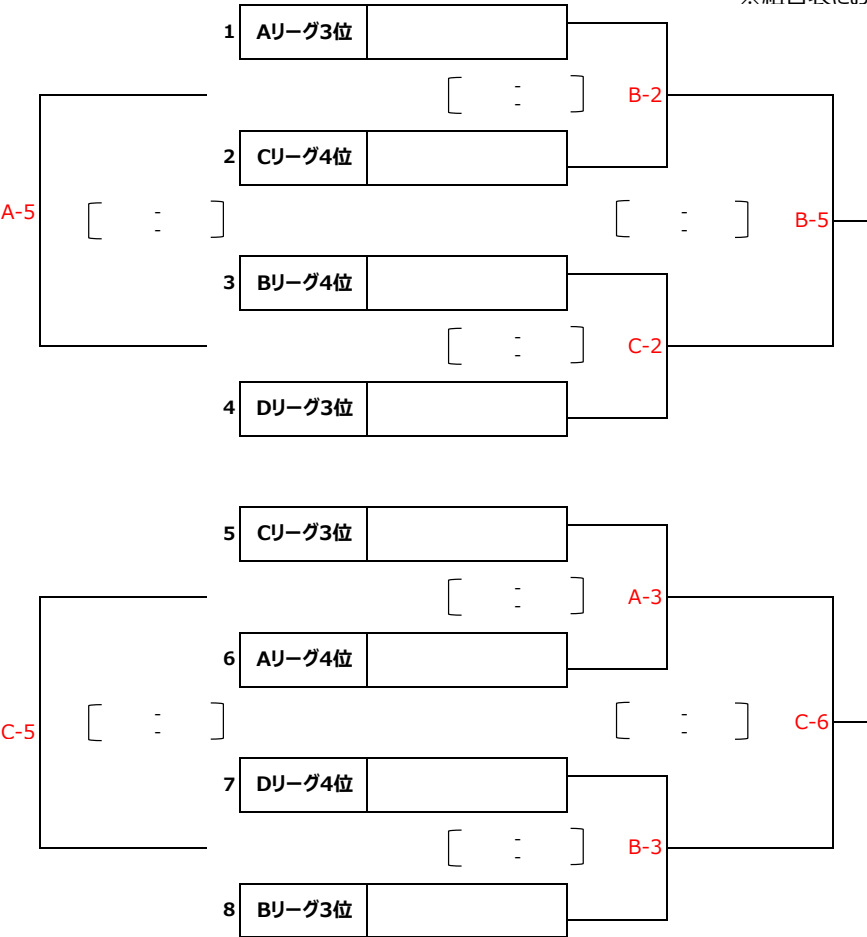 1 Aリーグ3位
- B-2
-
2 Cリーグ4位
A-5 - - B-5
- -
3 Bリーグ4位
- C-2
-
4 Dリーグ3位
5 Cリーグ3位
- A-3
-
6 Aリーグ4位
C-5 - - C-6
- -
7 Dリーグ4位
- B-3
-
8 Bリーグ3位